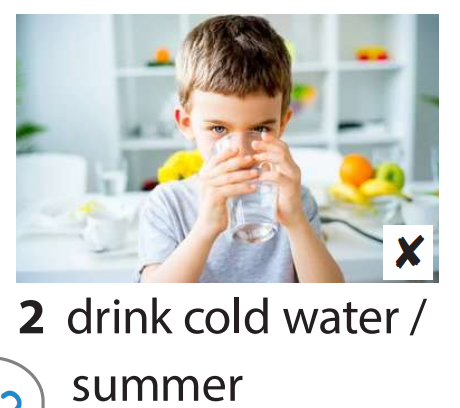 ✘
2 drink cold water /
summer